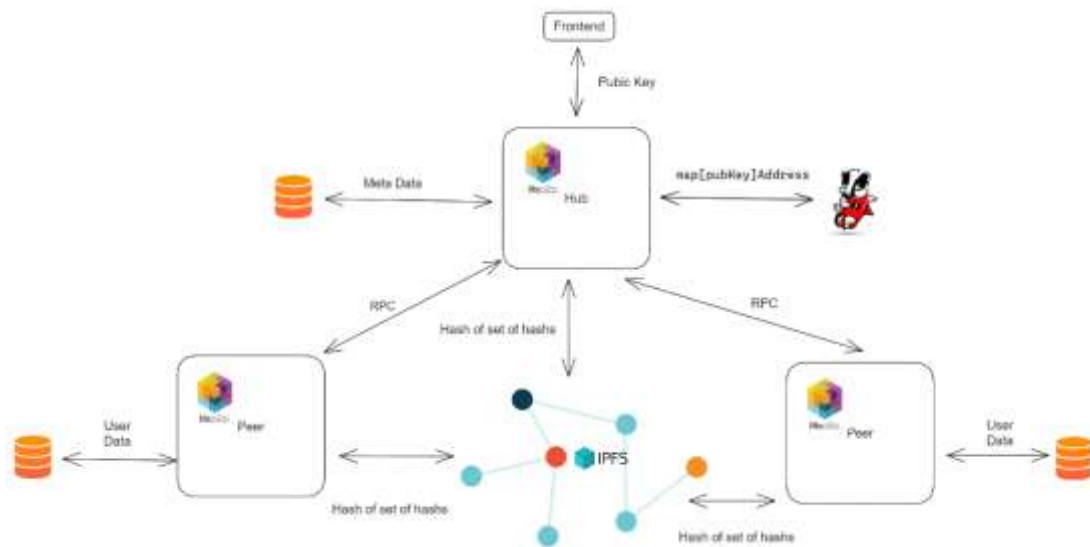 Frontend
Pubic Key
Meta Data
map[pubKey]Address
Hub
RPC
RPC
Hash of set of hashs
Peer
Peer
User
Data
User
Data
IPFS
Hash of set of hashs
Hash of set of hashs